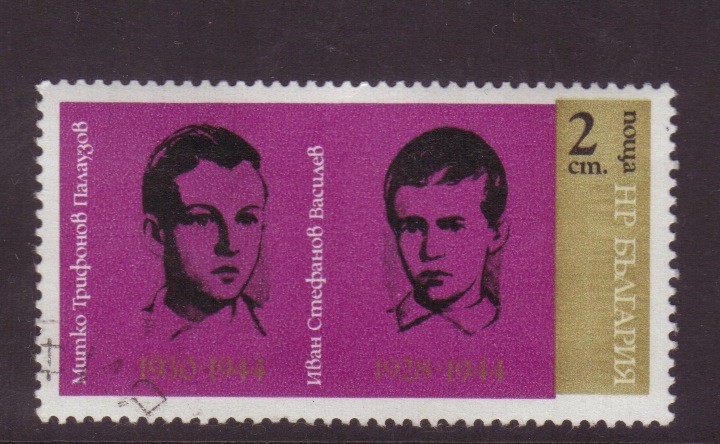 Митко Трифонов Палаузов
1930-1944
Иван Стефанов Василев
1928-1944
2
ст.
поща
НР БЪЛГАРИЯ